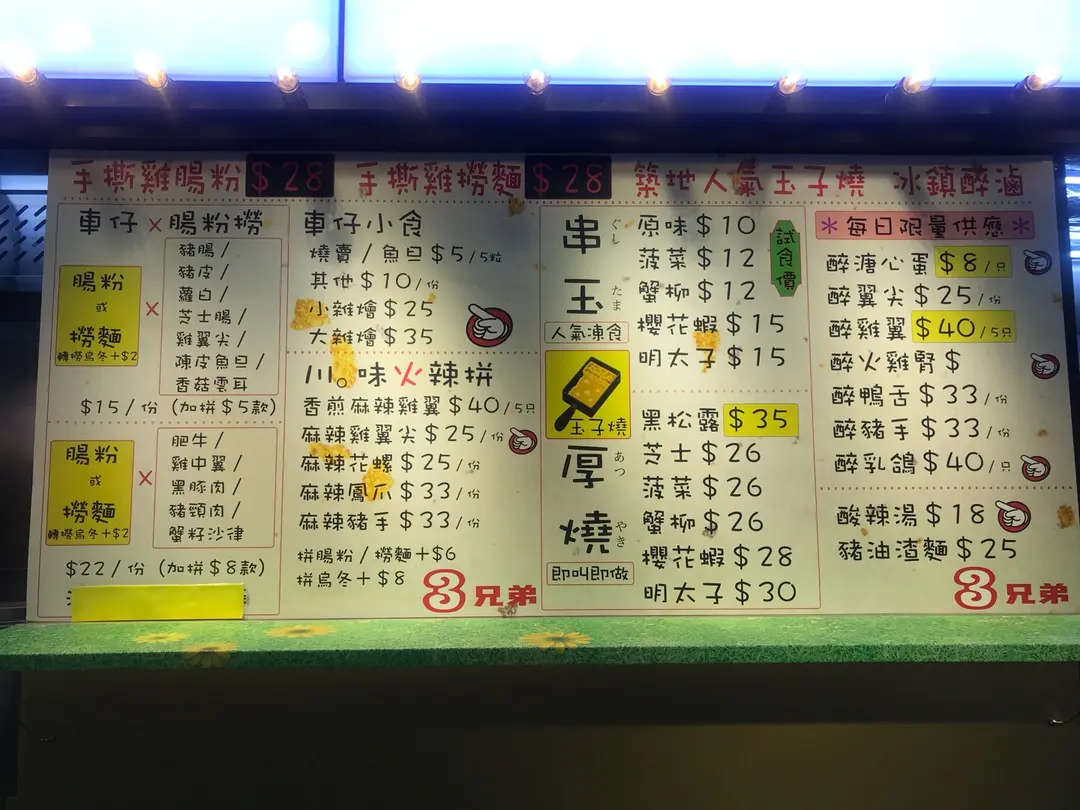 手撕雞腸粉 $28 手撕雞撈麵 $28 築地人氣玉子燒 冰鎮醉滷
車仔 x 腸粉撈
腸粉
或
撈麵
轉撈烏冬+$2
x
豬腸/
豬皮/
蘿白/
芝士腸/
雞翼尖/
陳皮魚旦/
香菇雲耳
$15/份 (加拼$5款)
腸粉
或
撈麵
轉撈烏冬+$2
x
肥牛/
雞中翼/
黑豚肉/
豬頸肉/
蟹籽沙律
$22/份 (加拼$8款)
車仔小食
燒賣/魚旦$5/5粒
其他$10/份
小雜燴$25
大雜燴$35
川。味火辣拼
香煎麻辣雞翼$40/5只
麻辣雞翼尖$25/份
麻辣花螺$25/份
麻辣鳳爪$33/份
麻辣豬手$33/份
拼腸粉/撈麵+$6
拼烏冬+$8
3兄弟
串 ぐし
玉 たま
人氣凍食
原味$10
菠菜$12
蟹柳$12
櫻花蝦$15
明太子$15
試食價
玉子燒
厚 あつ
燒 やき
即叫即做
黑松露$35
芝士$26
菠菜$26
蟹柳$26
櫻花蝦$28
明太子$30
*每日限量供應*
醉溏心蛋$8/只
醉翼尖$25/份
醉雞翼$40/5只
醉火雞腎$
醉鴨舌$33/份
醉豬手$33/份
醉乳鴿$40/只
酸辣湯$18
豬油渣麵$25
3兄弟